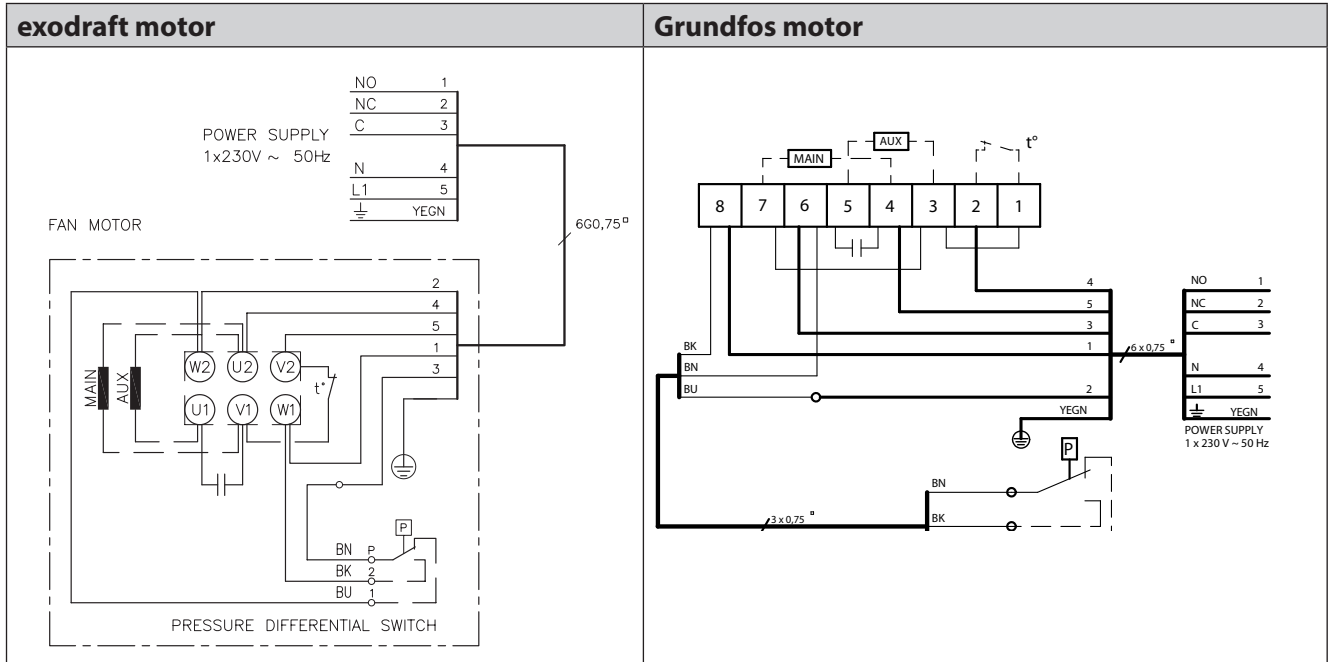 exodraft motor
NO 1
NC 2
C 3
POWER SUPPLY
1x230V ~ 50Hz
N 4
L1 5
YEGN
FAN MOTOR
6G0,75
2
4
5
1
3
MAIN
AUX
W2 U2 V2
t°
U1 V1 W1
P
BN P
BK 2
BU 1
PRESSURE DIFFERENTIAL SWITCH
Grundfos motor
AUX
t°
MAIN
8 7 6 5 4 3 2 1
4
5
3
1
2
YEGN
BK
BN
BU
6 x 0,75
NO 1
NC 2
C 3
N 4
L1 5
YEGN
POWER SUPPLY
1 x 230 V ~ 50 Hz
P
BN
BK
3 x 0,75